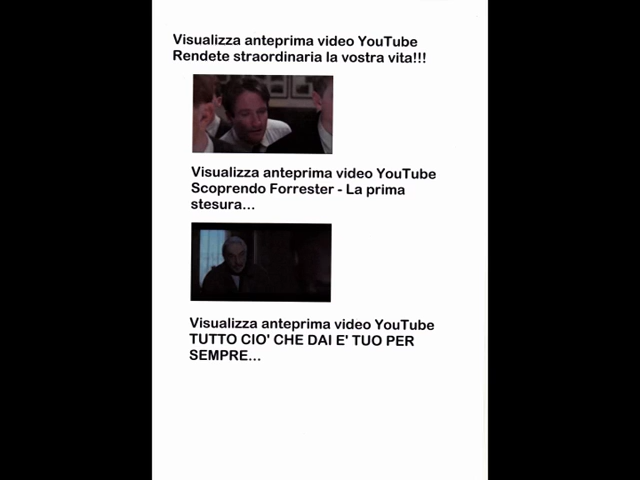 Visualizza anteprima video YouTube
Rendete straordinaria la vostra vita!!!
Visualizza anteprima video YouTube
Scoprendo Forrester - La prima
stesura...
Visualizza anteprima video YouTube
TUTTO CIO' CHE DAI E' TUO PER
SEMPRE...